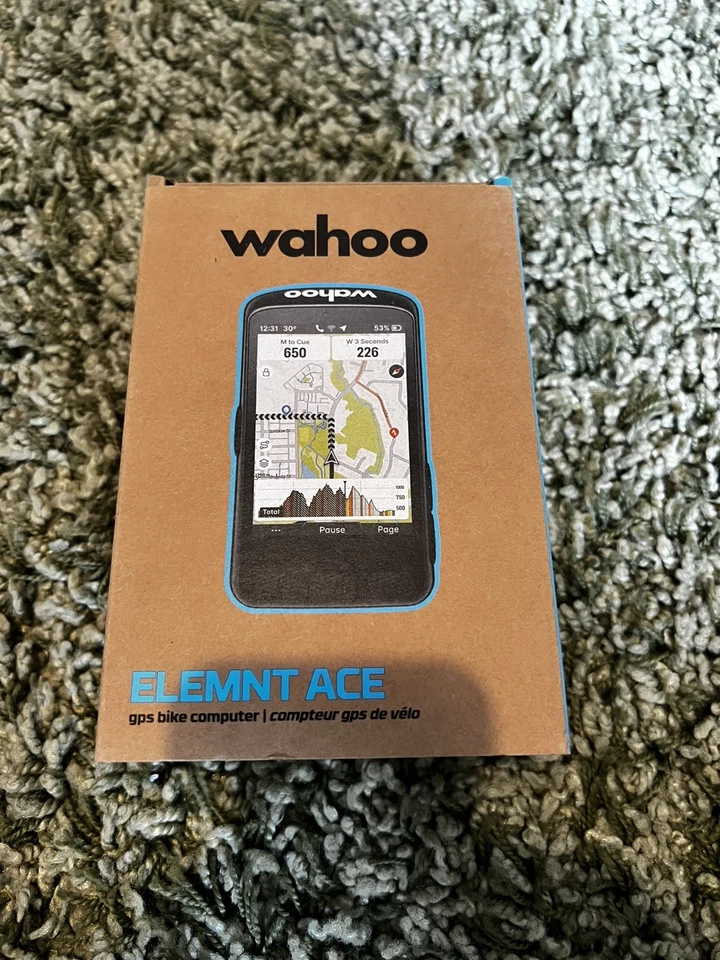 wahoo
wahoo
12:31 30° 53%
M to Cue W 3 Seconds
650 226
2
1000
750
Total 500
... Pause Page
ELEMNT ACE
gps bike computer | compteur gps de vélo